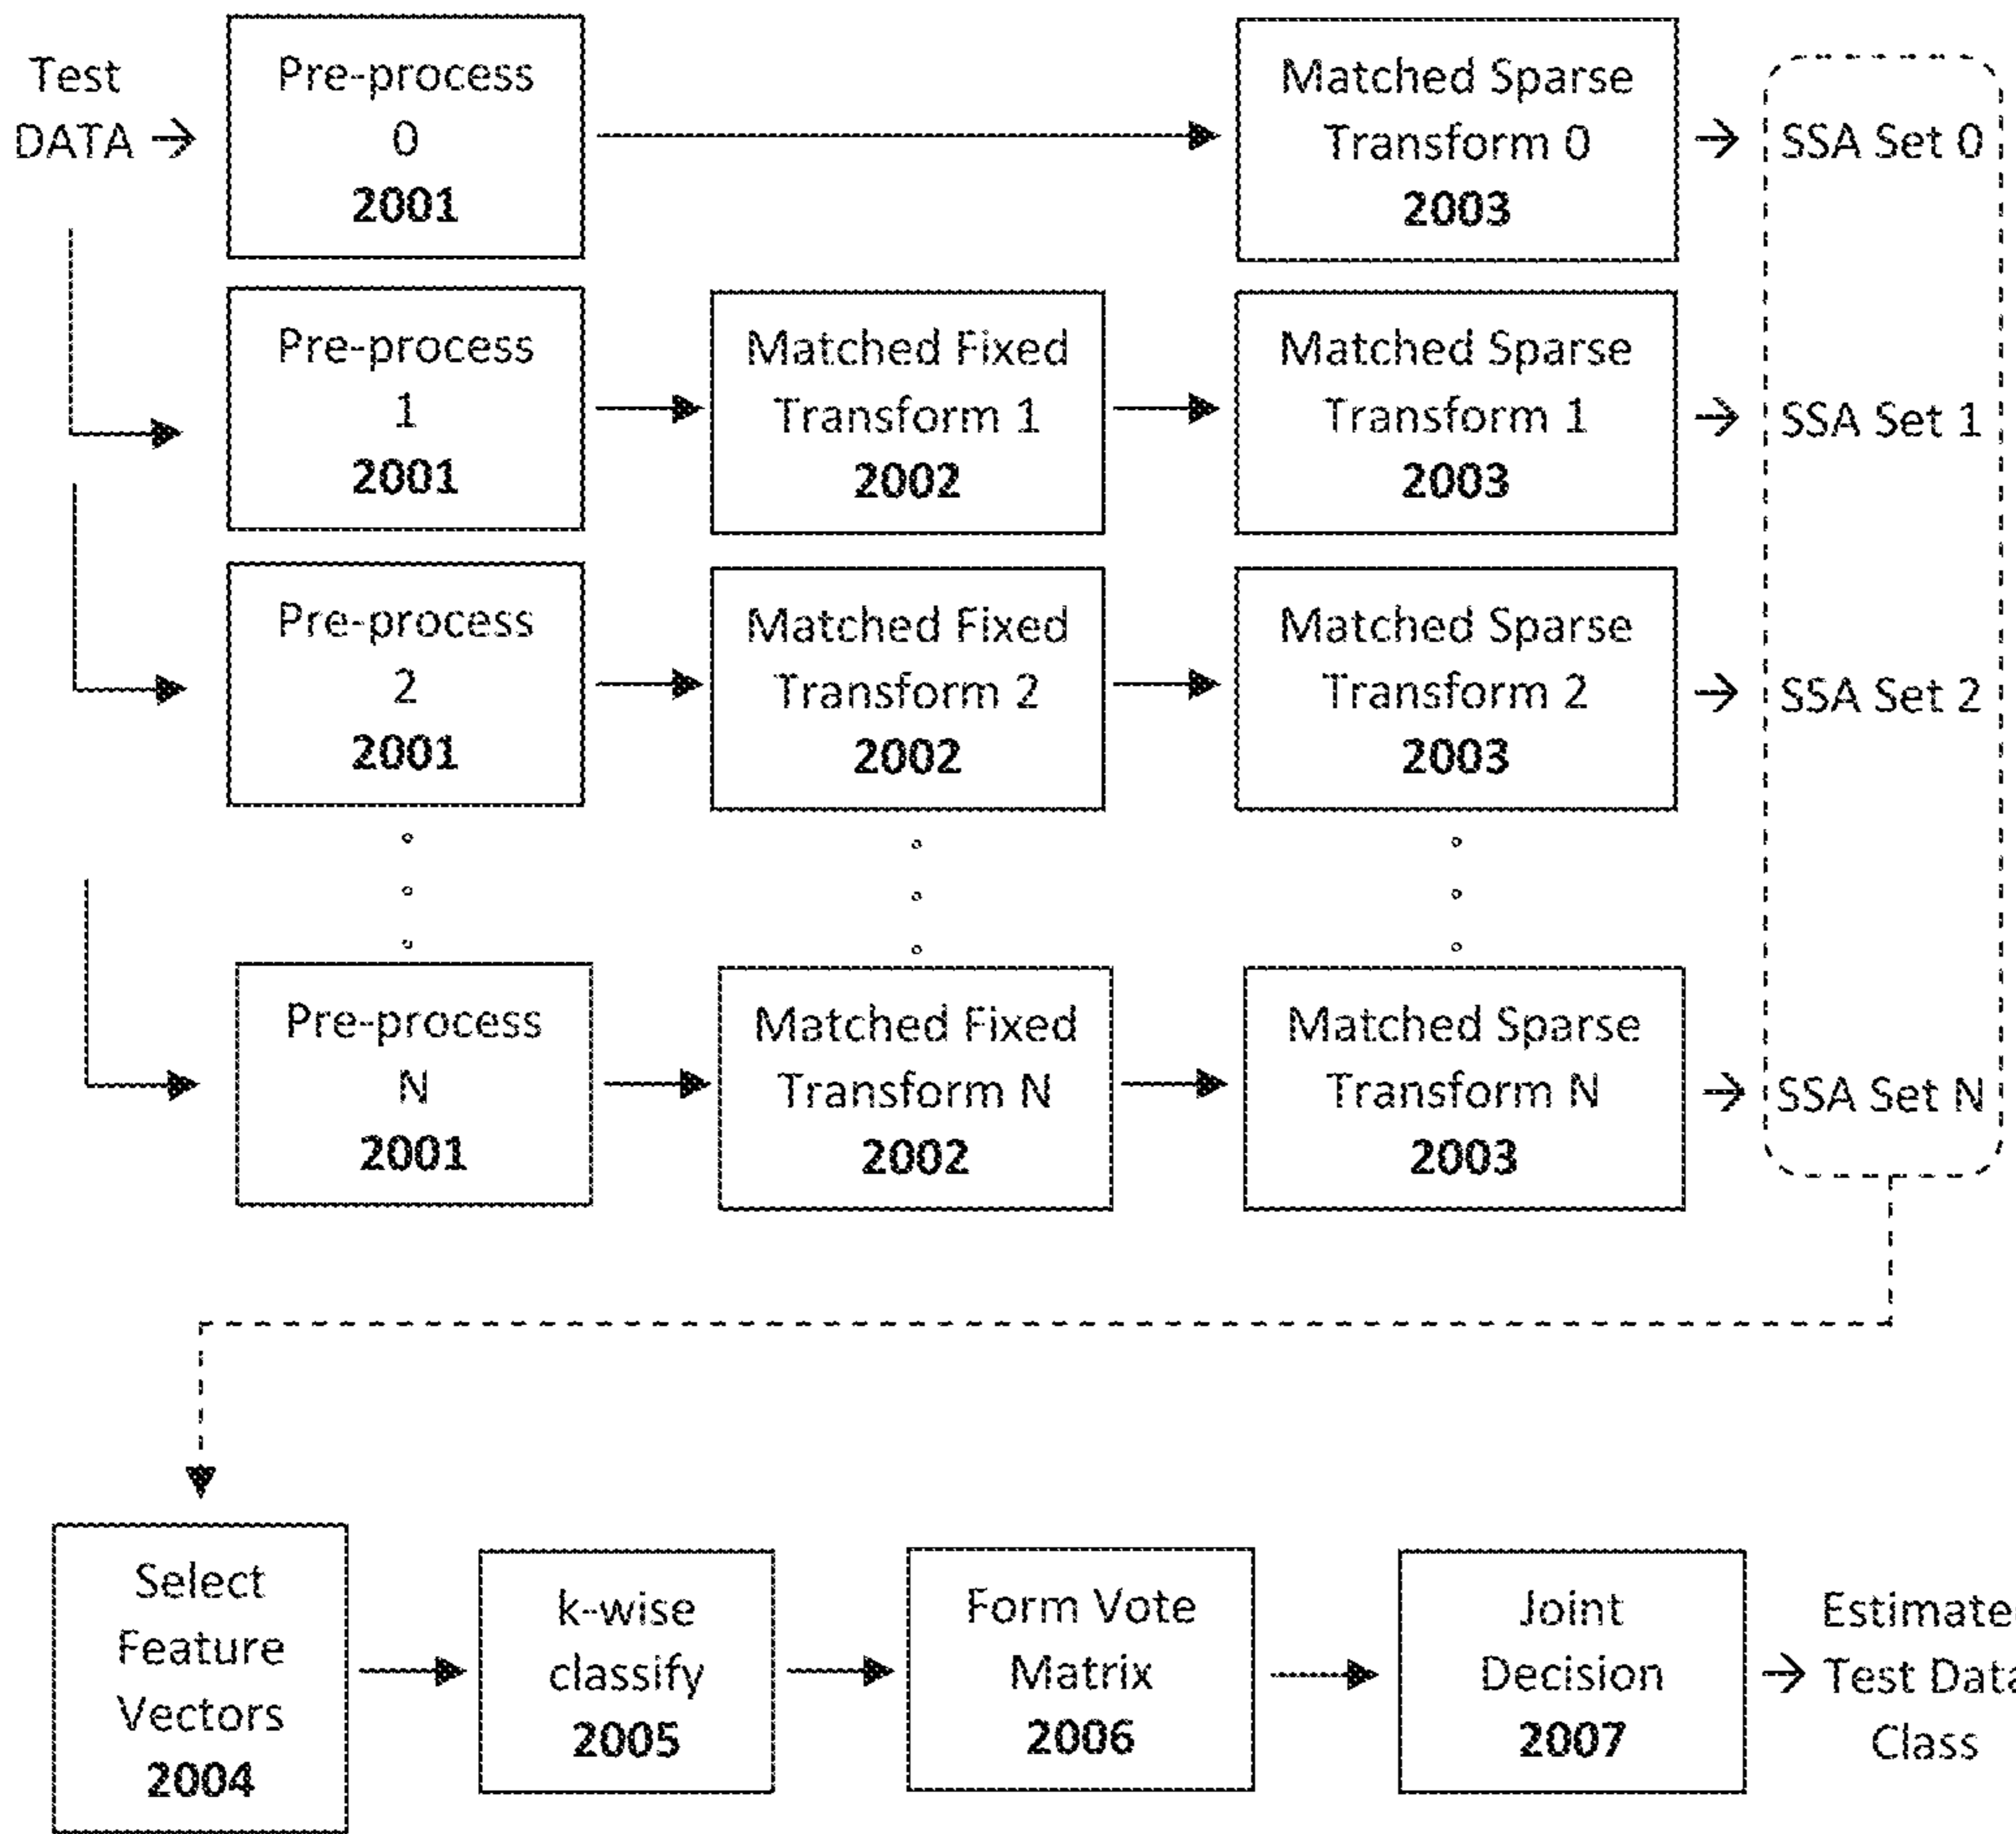 Test
DATA →
Pre-process
0
2001
Matched Sparse
Transform 0
2003
→ SSA Set 0
Pre-process
1
2001
Matched Fixed
Transform 1
2002
Matched Sparse
Transform 1
2003
→ SSA Set 1
Pre-process
2
2001
Matched Fixed
Transform 2
2002
Matched Sparse
Transform 2
2003
→ SSA Set 2
Pre-process
N
2001
Matched Fixed
Transform N
2002
Matched Sparse
Transform N
2003
→ SSA Set N
Select
Feature
Vectors
2004
k-wise
classify
2005
Form Vote
Matrix
2006
Joint
Decision
2007
→ Test Data
Class